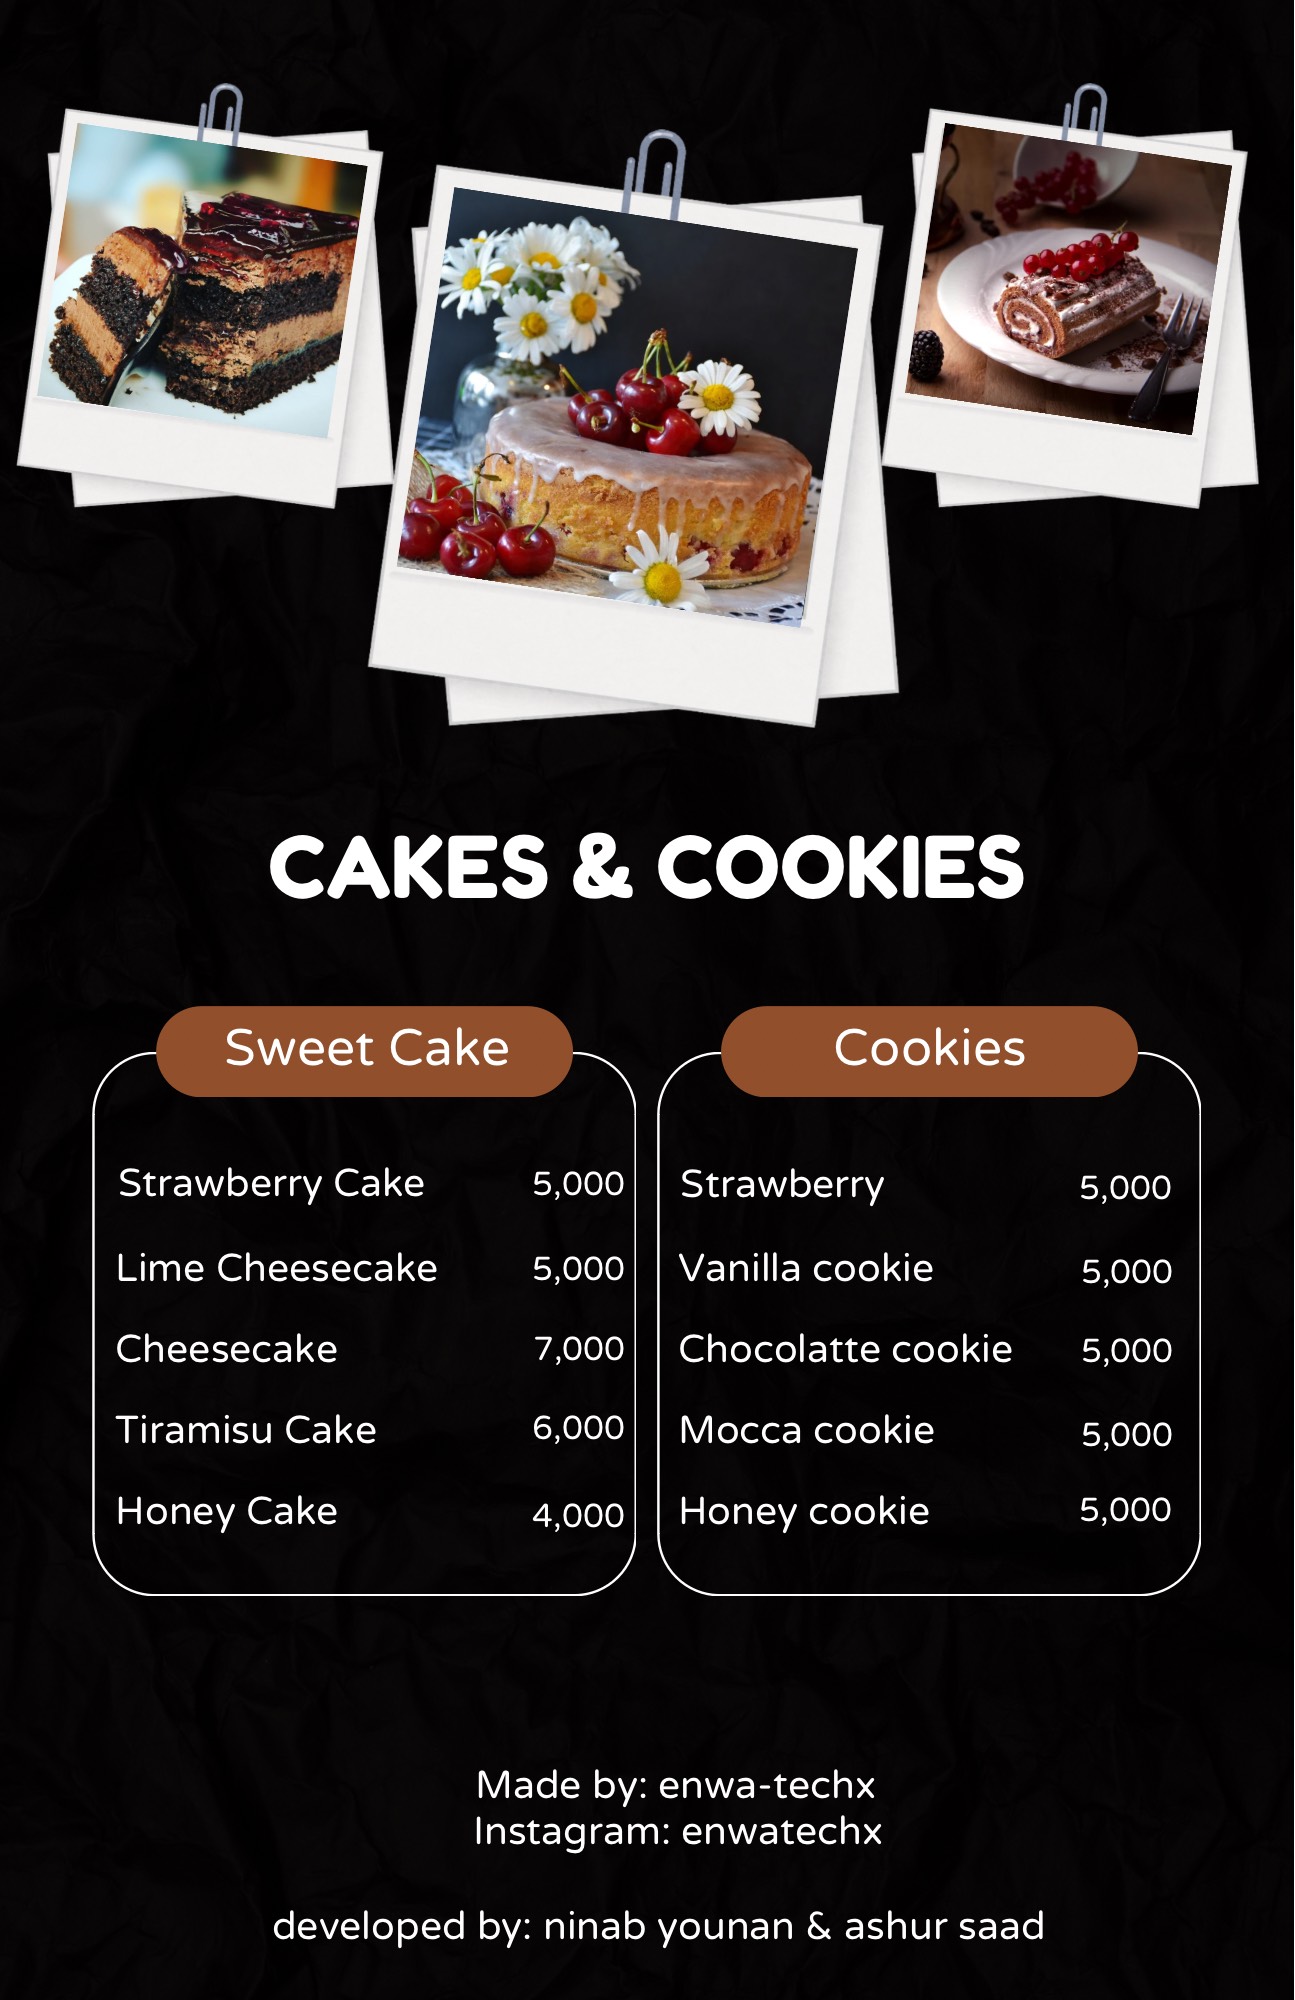 CAKES & COOKIES
Sweet Cake
Strawberry Cake 5,000
Lime Cheesecake 5,000
Cheesecake 7,000
Tiramisu Cake 6,000
Honey Cake 4,000
Cookies
Strawberry 5,000
Vanilla cookie 5,000
Chocolatte cookie 5,000
Mocca cookie 5,000
Honey cookie 5,000
Made by: enwa-techx
Instagram: enwatechx
developed by: ninab younan & ashur saad